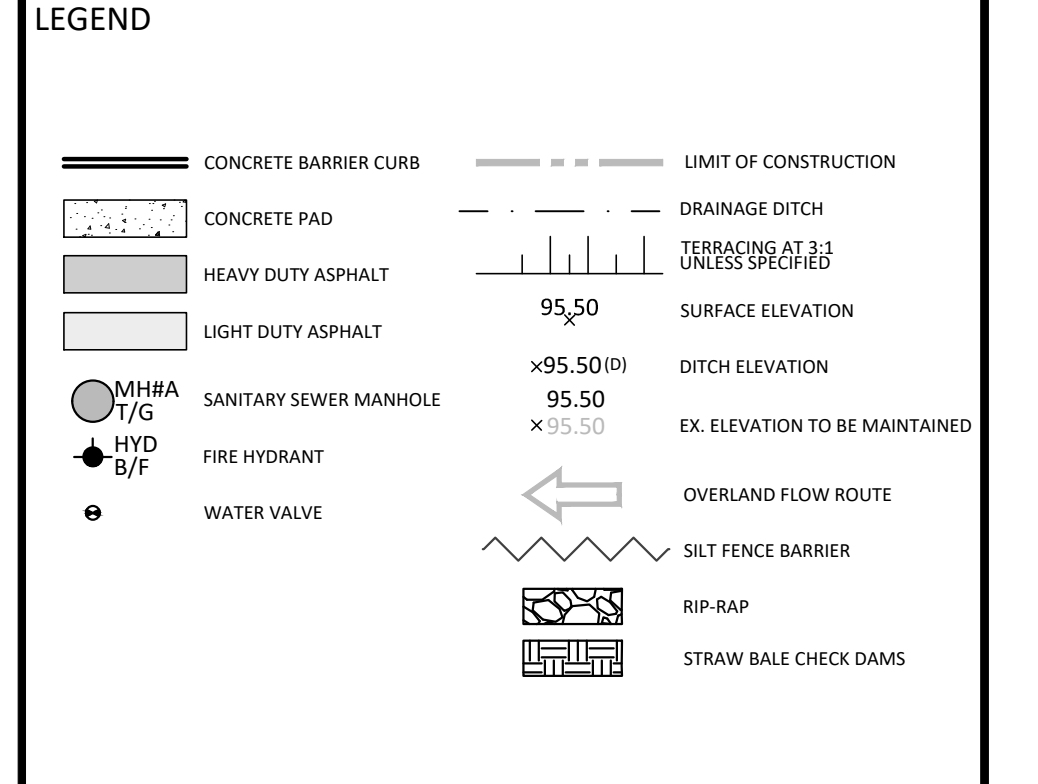 LEGEND
CONCRETE BARRIER CURB
CONCRETE PAD
HEAVY DUTY ASPHALT
LIGHT DUTY ASPHALT
MH#A
T/G
SANITARY SEWER MANHOLE
HYD
B/F
FIRE HYDRANT
WATER VALVE
LIMIT OF CONSTRUCTION
DRAINAGE DITCH
TERRACING AT 3:1
UNLESS SPECIFIED
95.50
SURFACE ELEVATION
×95.50(D)
DITCH ELEVATION
95.50
×95.50
EX. ELEVATION TO BE MAINTAINED
OVERLAND FLOW ROUTE
SILT FENCE BARRIER
RIP-RAP
STRAW BALE CHECK DAMS